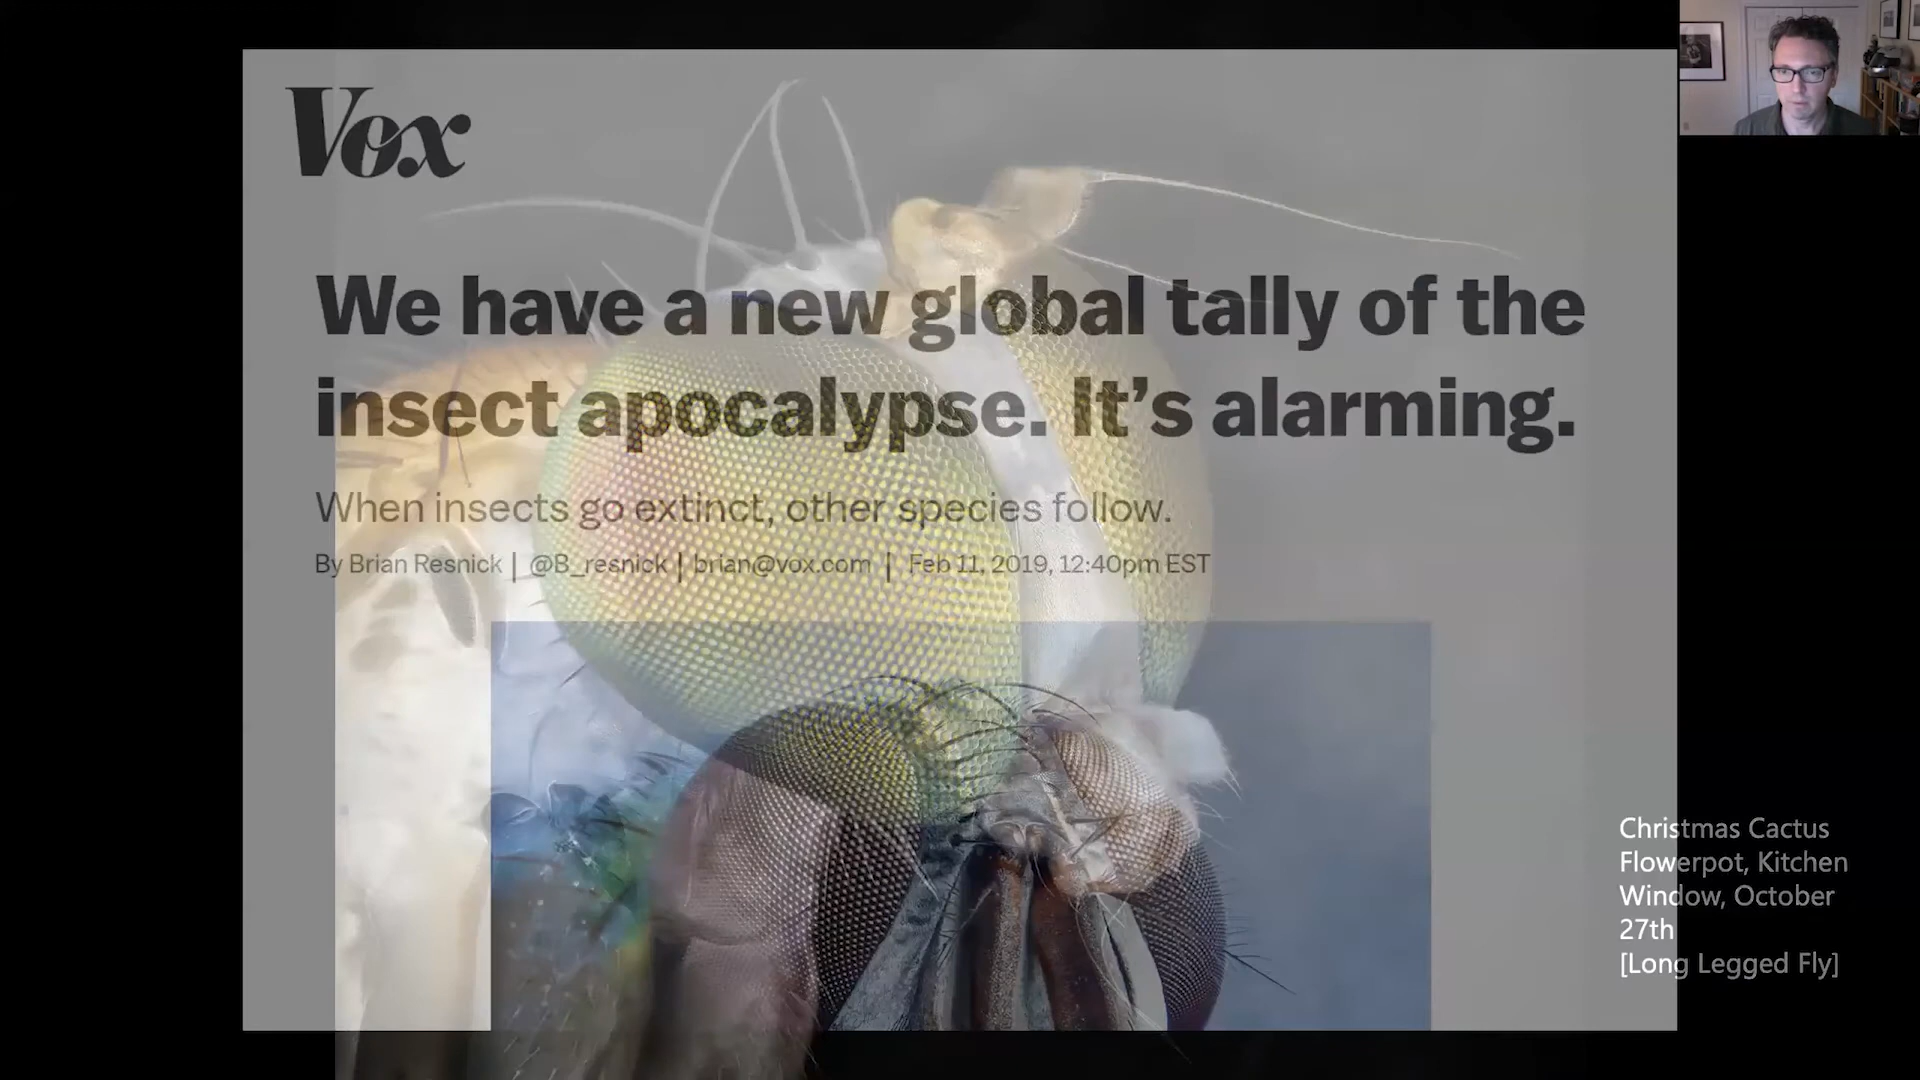 Vox
We have a new global tally of the
insect apocalypse. It's alarming.
When insects go extinct, other species follow.
By Brian Resnick | @B_resnick | brian@vox.com | Feb 11, 2019, 12:40pm EST
Christmas Cactus
Flowerpot, Kitchen
Window, October
27th
[Long Legged Fly]